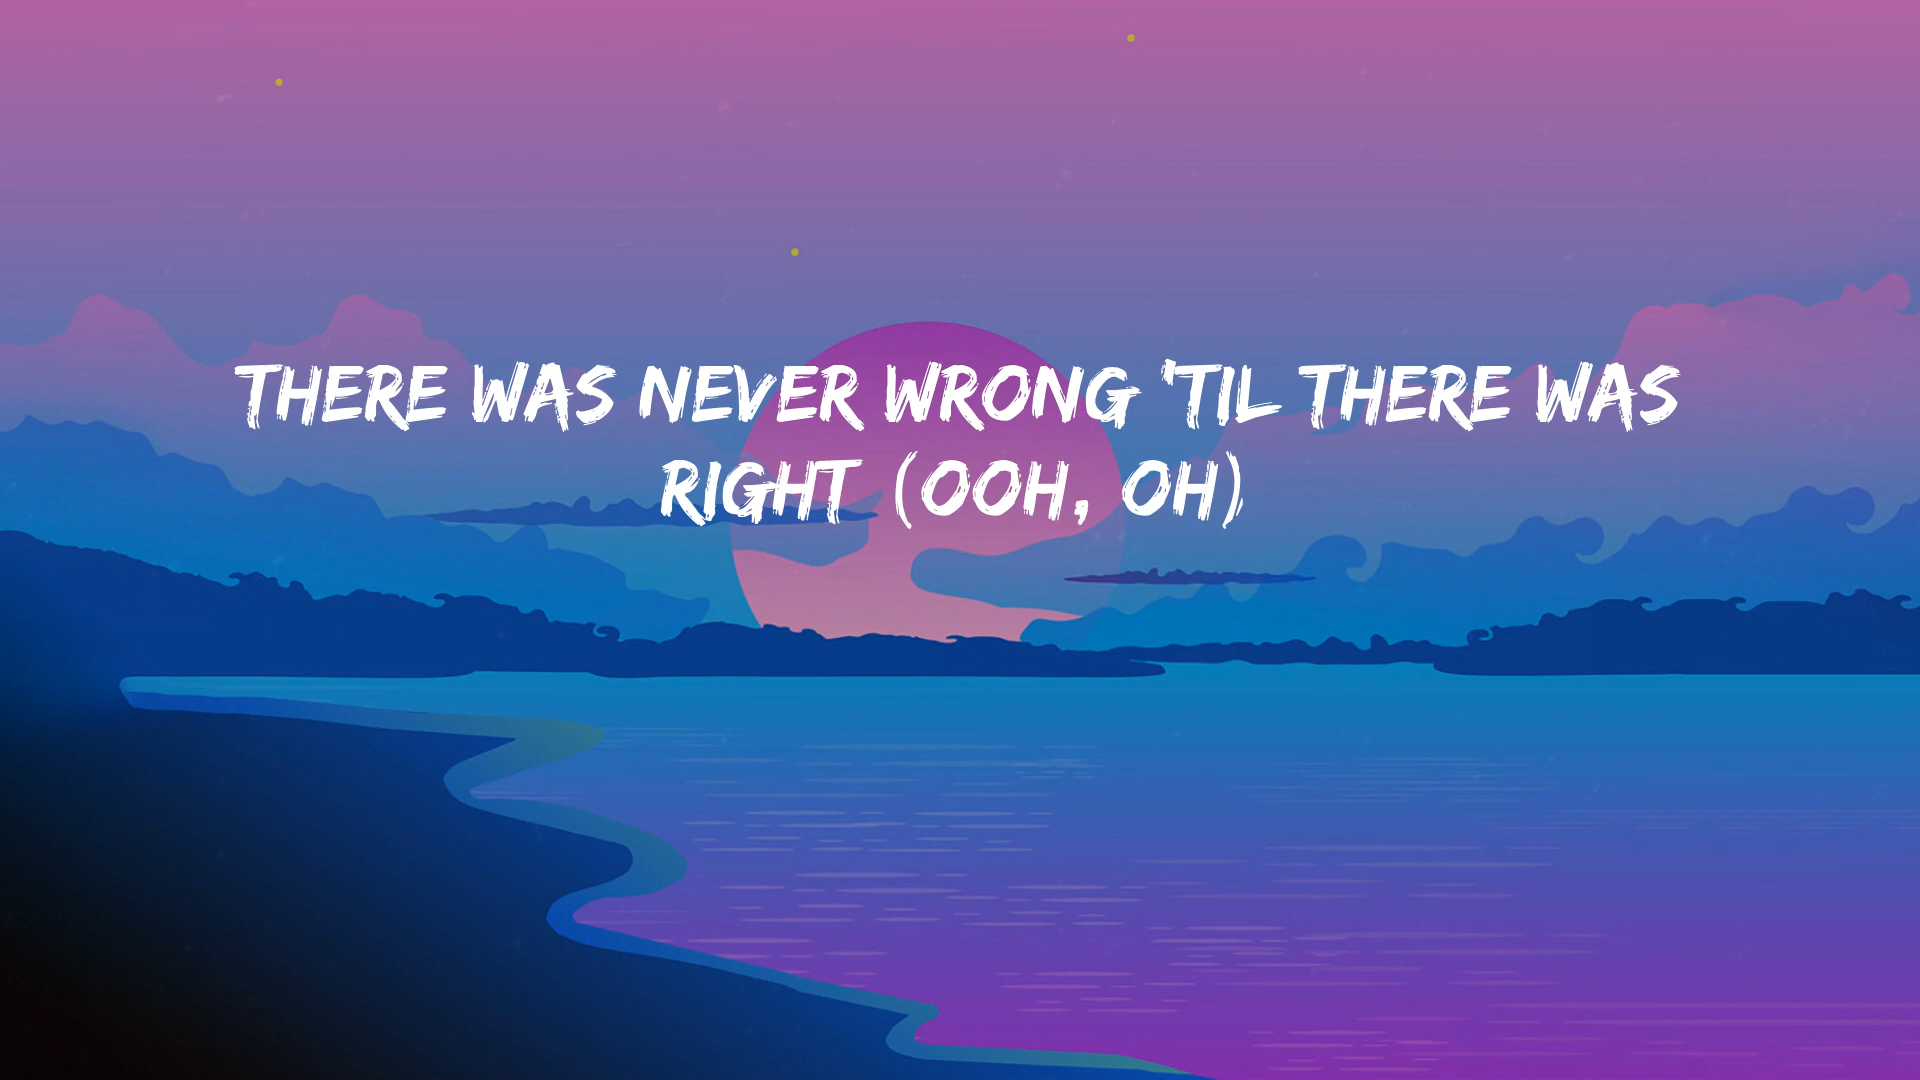 THERE WAS NEVER WRONG 'TIL THERE WAS
RIGHT (OOH, OH)